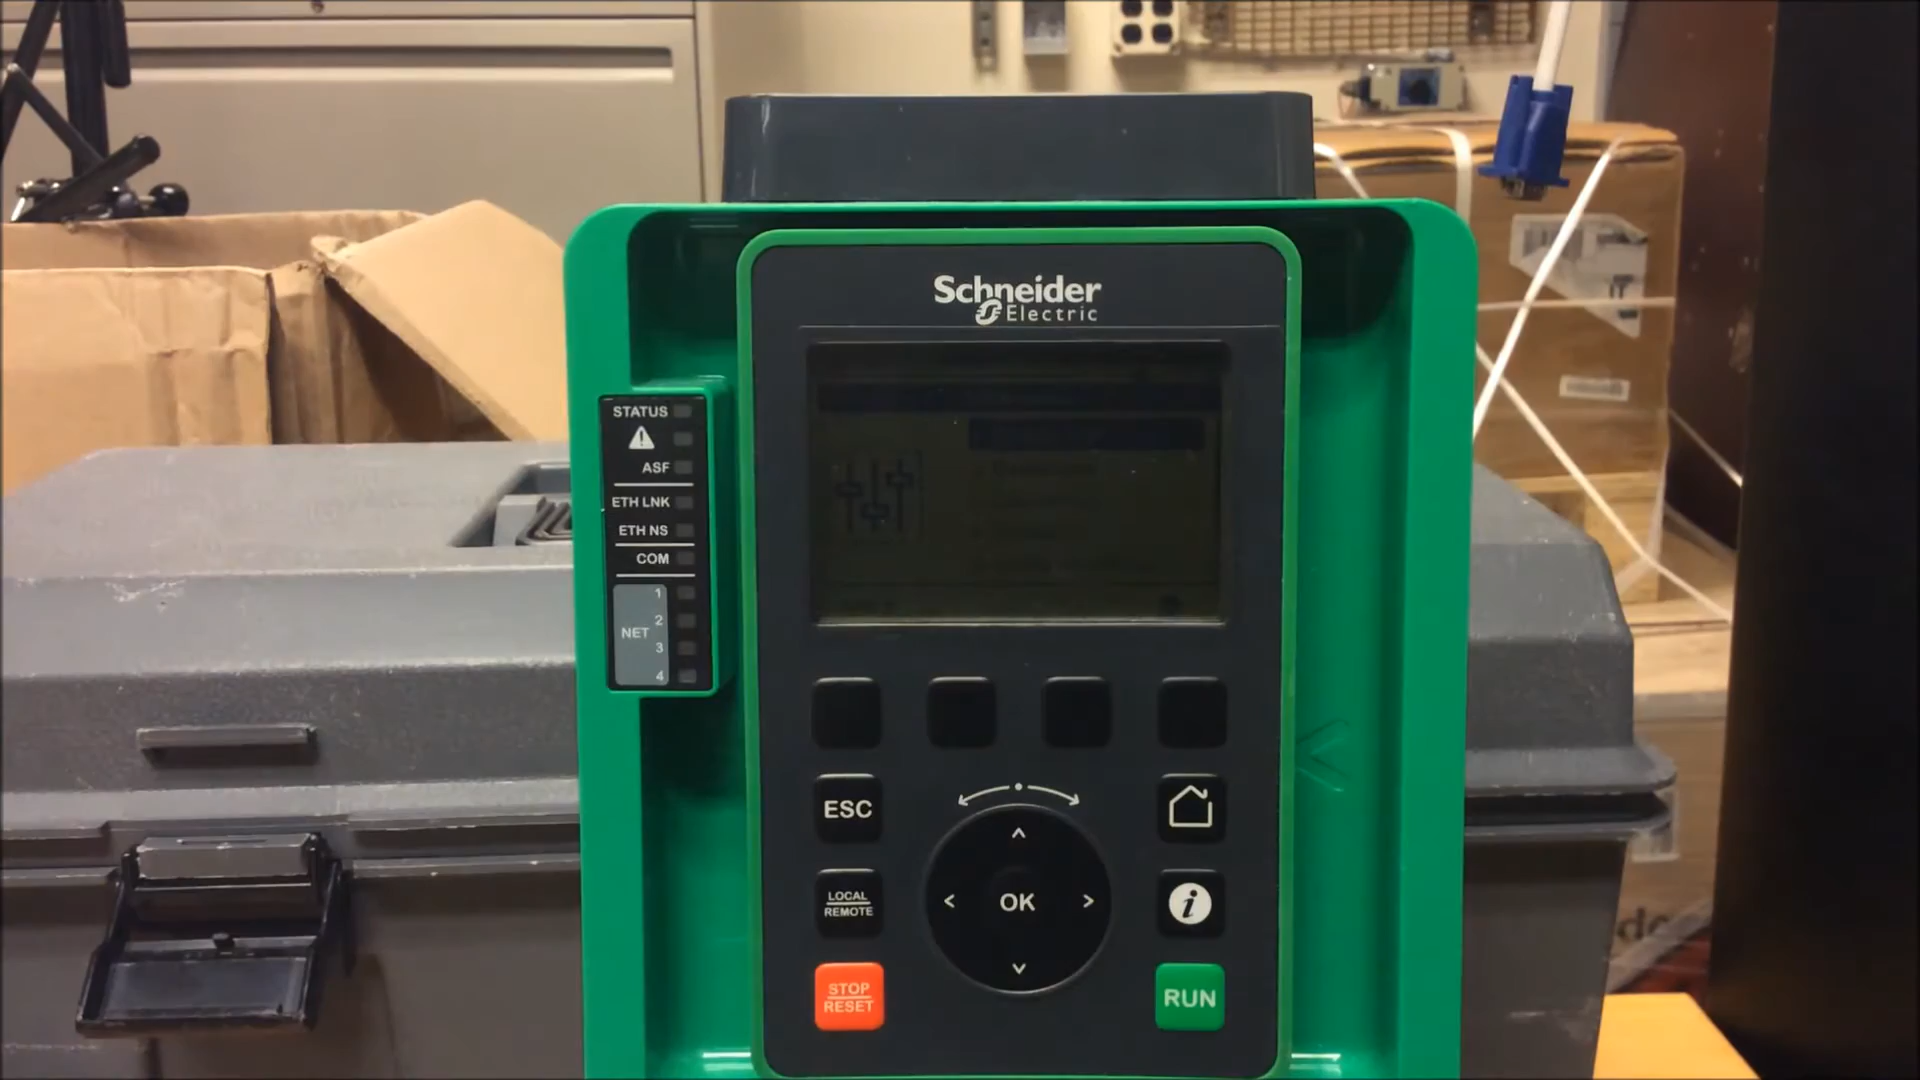 Schneider
Electric
STATUS
ASF
ETH LNK
ETH NS
COM
NET
1
2
3
4
ESC
OK
LOCAL
REMOTE
STOP
RESET
RUN